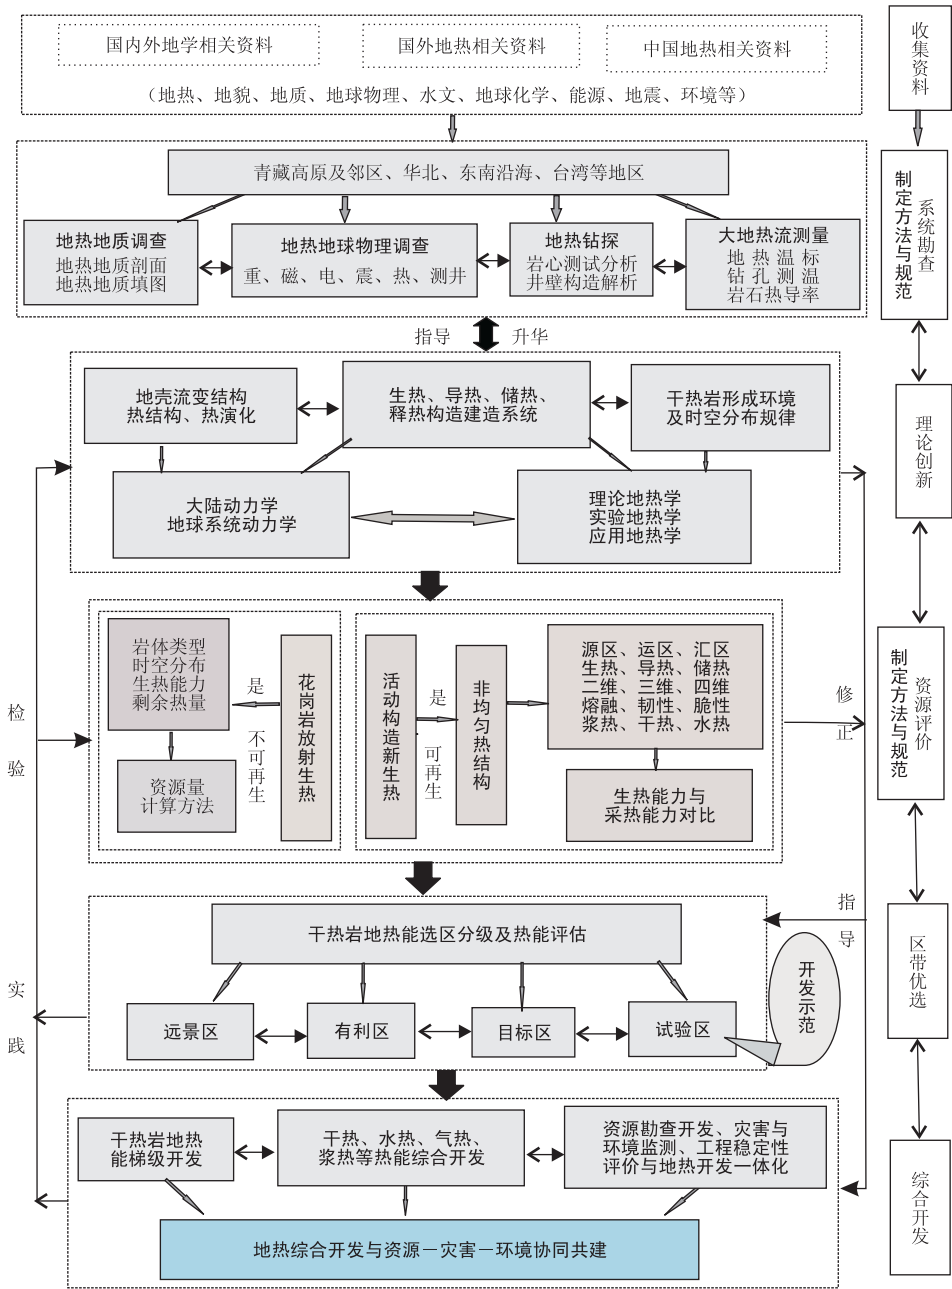 国内外地学相关资料
国外地热相关资料
中国地热相关资料
（地热、地貌、地质、地球物理、水文、地球化学、能源、地震、环境等）
收集资料
青藏高原及邻区、华北、东南沿海、台湾等地区
地热地质调查
地热地质剖面
地热地质填图
地热地球物理调查
重、磁、电、震、热、测井
地热钻探
岩心测试分析
井壁构造解析
大地热流测量
地热温标
钻孔测温
岩石热导率
系统勘查
制定方法与规范
指导
升华
地壳流变结构
热结构、热演化
生热、导热、储热、
释热构造建造系统
干热岩形成环境
及时空分布规律
大陆动力学
地球系统动力学
理论地热学
实验地热学
应用地热学
理论创新
岩体类型
时空分布
生热能力
剩余热量
资源量
计算方法
是
不可再生
花岗岩放射生热
活动构造新生热
是
可再生
非均匀热结构
源区、运区、汇区
生热、导热、储热
二维、三维、四维
熔融、韧性、脆性
浆热、干热、水热
生热能力与
采热能力对比
检验
修正
资源评价
制定方法与规范
干热岩地热能选区分级及热能评估
远景区
有利区
目标区
试验区
开发示范
指导
实践
区带优选
干热岩地热
能梯级开发
干热、水热、气热、
浆热等热能综合开发
资源勘查开发、灾害与
环境监测、工程稳定性
评价与地热开发一体化
地热综合开发与资源－灾害－环境协同共建
综合开发